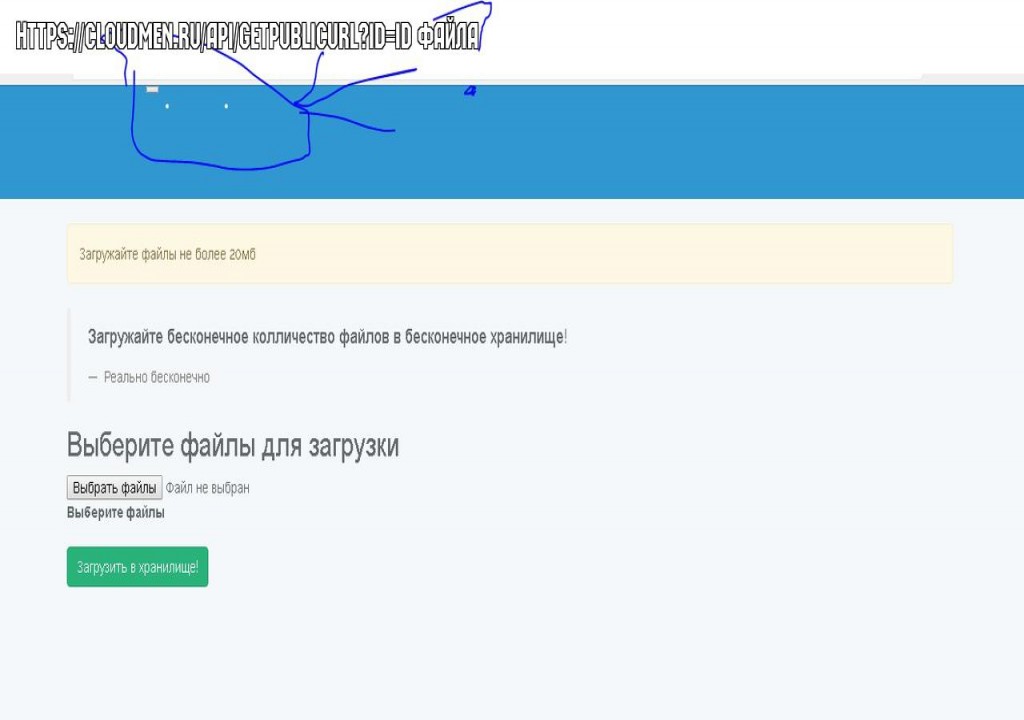 HTTPS://CLOUDMEN.RU/API/GETPUBLICURL?ID=ID ФАЙЛА
4
Загружайте файлы не более 20мб
Загружайте бесконечное колличество файлов в бесконечное хранилище!
— Реально бесконечно
Выберите файлы для загрузки
Выбрать файлы Файл не выбран
Выберите файлы
Загрузить в хранилище!